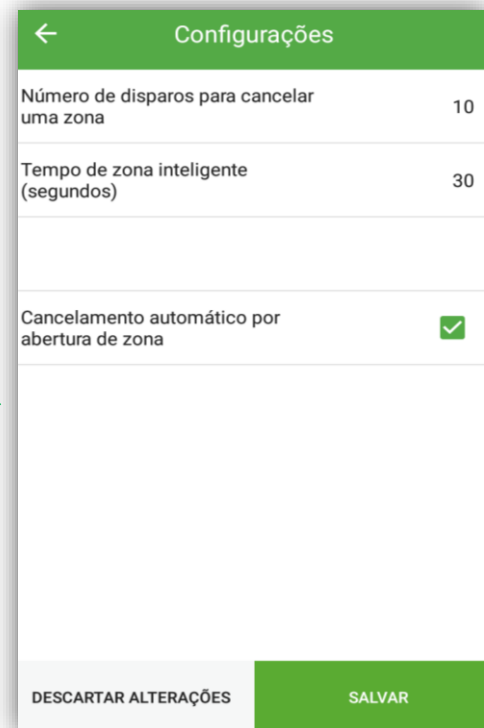 Configurações
Número de disparos para cancelar
uma zona
10
Tempo de zona inteligente
(segundos)
30
Cancelamento automático por
abertura de zona
DESCARTAR ALTERAÇÕES
SALVAR